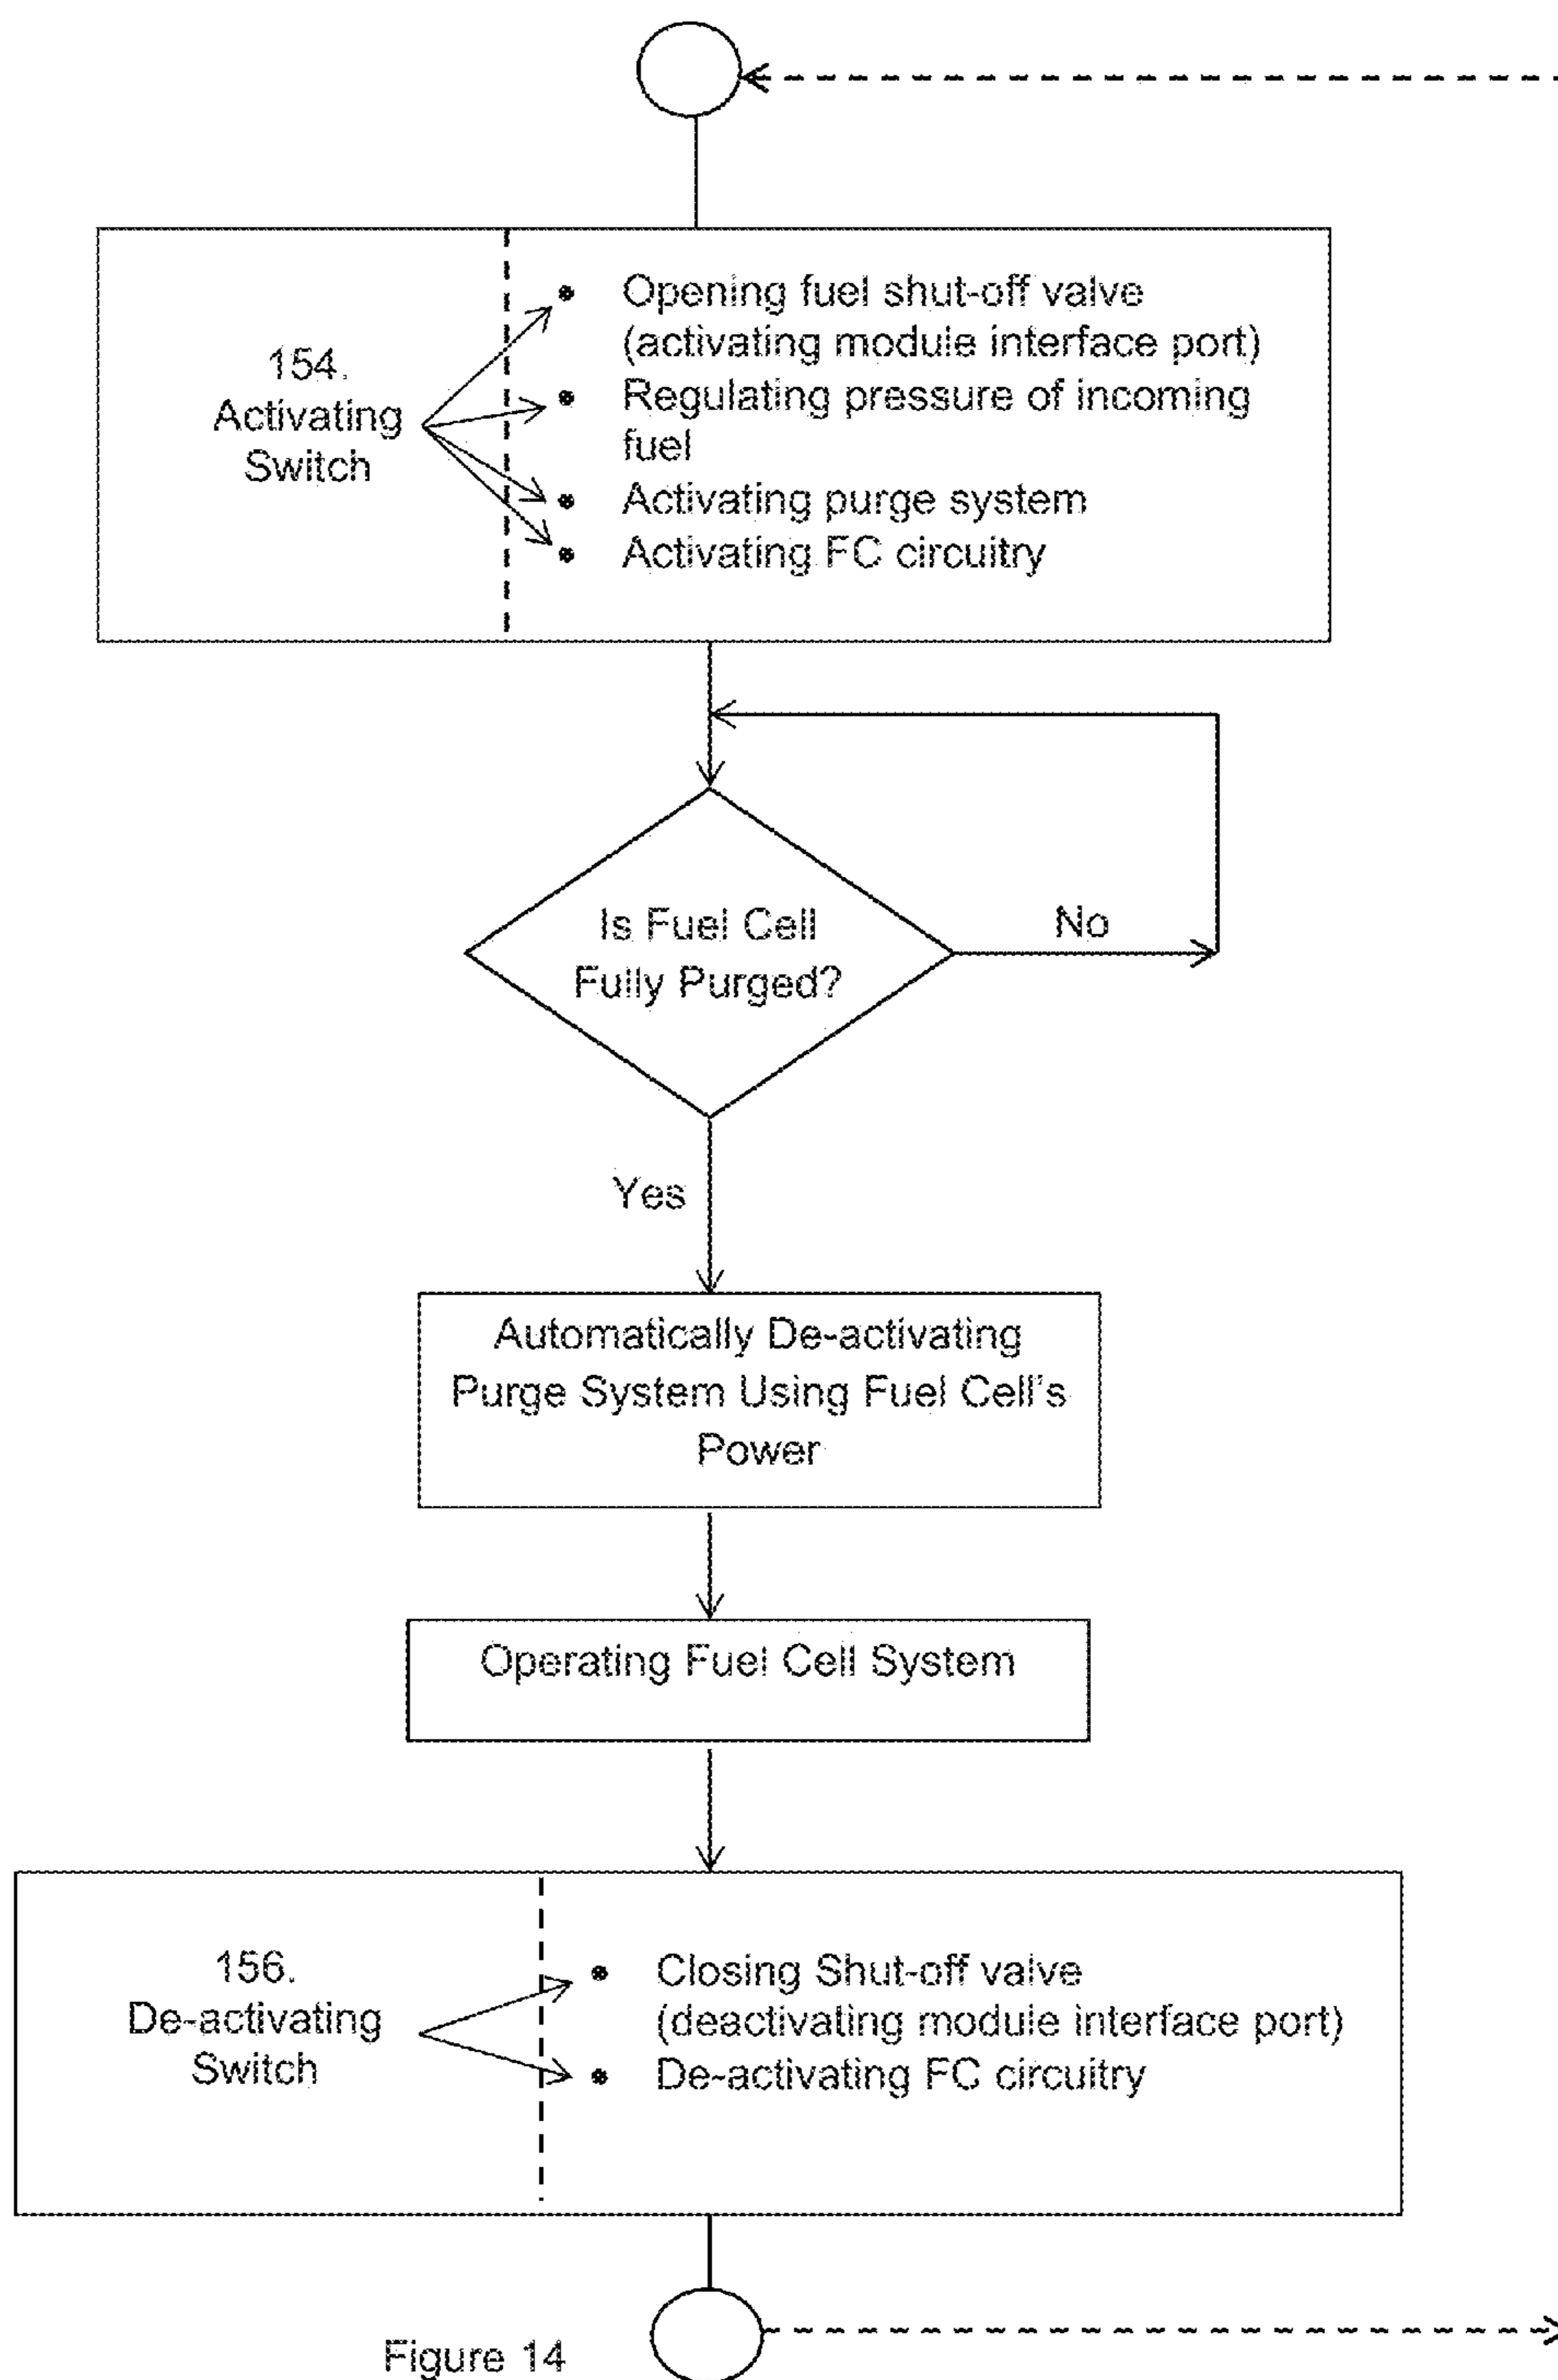 154.
Activating
Switch
• Opening fuel shut-off valve
(activating module interface port)
• Regulating pressure of incoming
fuel
• Activating purge system
• Activating FC circuitry
Is Fuel Cell
Fully Purged?
No
Yes
Automatically De-activating
Purge System Using Fuel Cell's
Power
Operating Fuel Cell System
156.
De-activating
Switch
• Closing Shut-off valve
(deactivating module interface port)
• De-activating FC circuitry
Figure 14